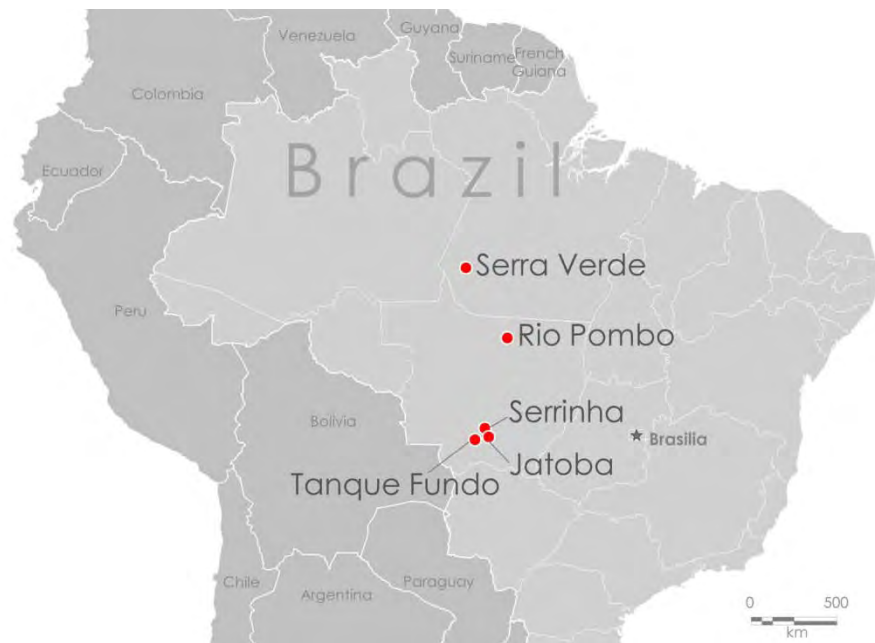 Guyana
Venezuela
Suriname
French
Guiana
Colombia
Ecuador
Brazil
Serra Verde
Peru
Rio Pombo
Serrinha
Bolivia
Brasilia
Jatoba
Tanque Fundo
Chile
Paraguay
Argentina
0 500
km